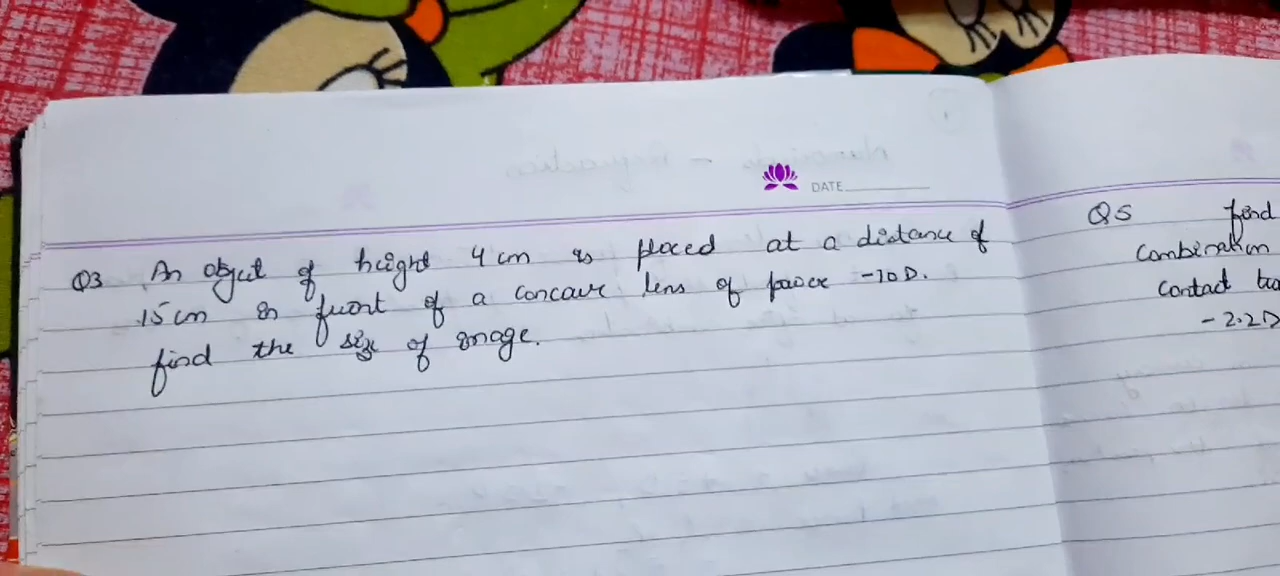 DATE
Q3 An object of height 4 cm is placed at a distance of
15 cm in front of a concave lens of power -10 D.
find the size of image.
Q5 find
combination
contact
-2.2D